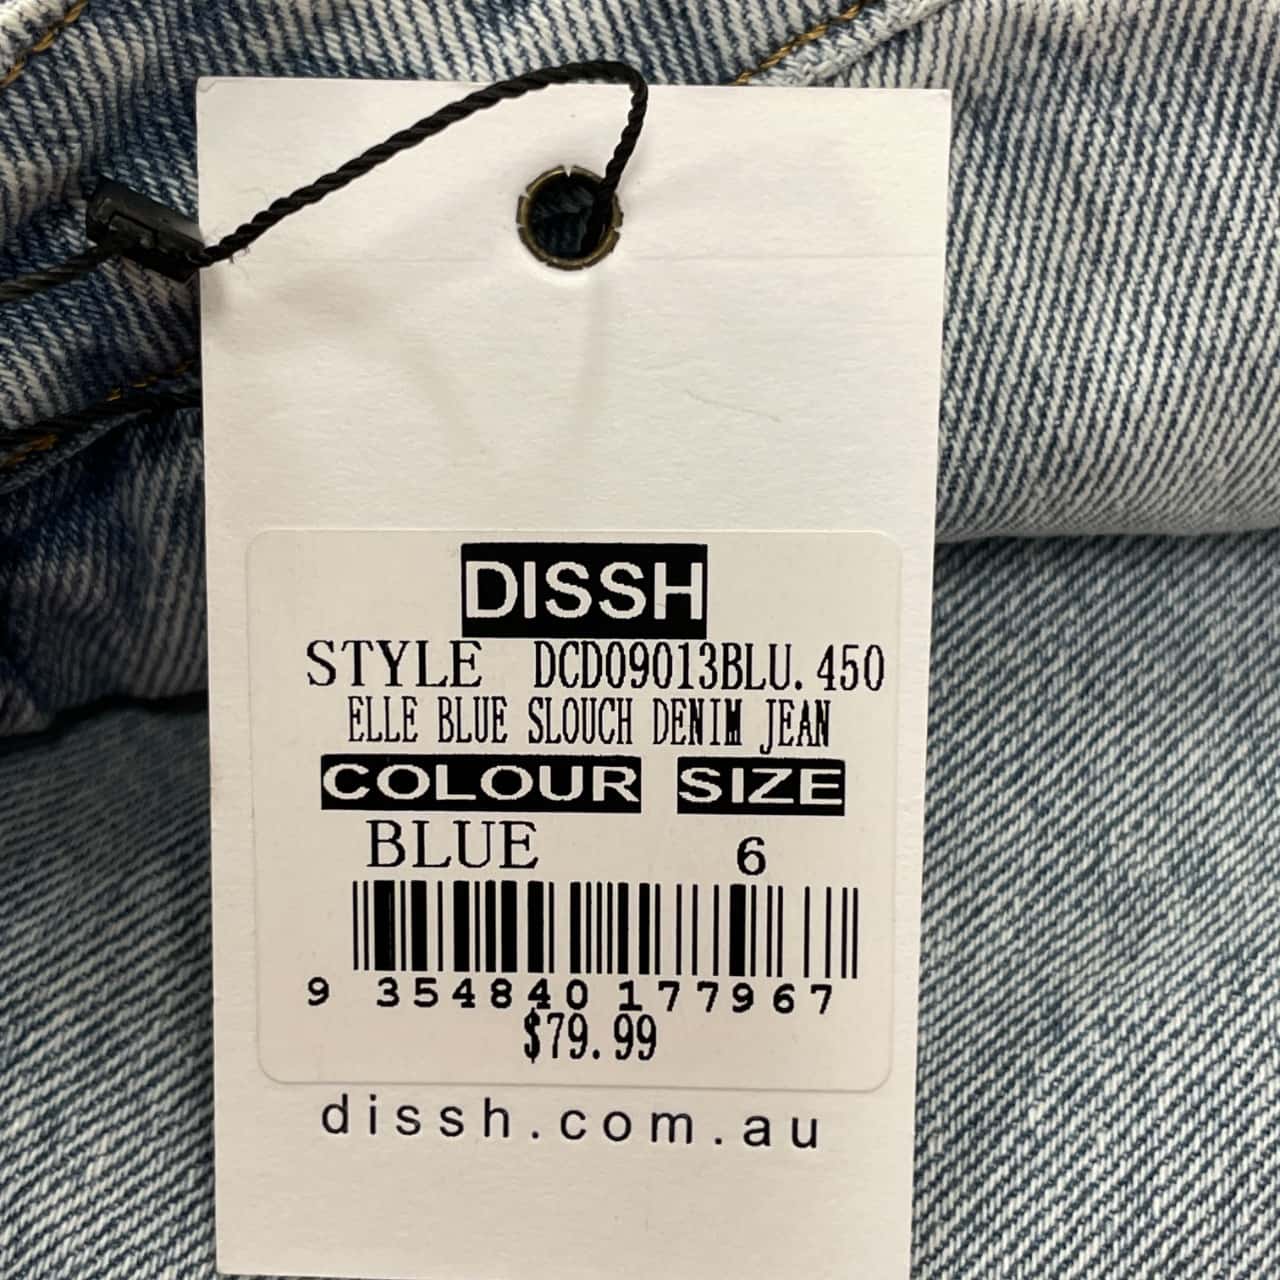 DISSH
STYLE DCD09013BLU.450
ELLE BLUE SLOUCH DENIM JEAN
COLOUR SIZE
BLUE 6
9 354840 177967
$79.99
dissh.com.au